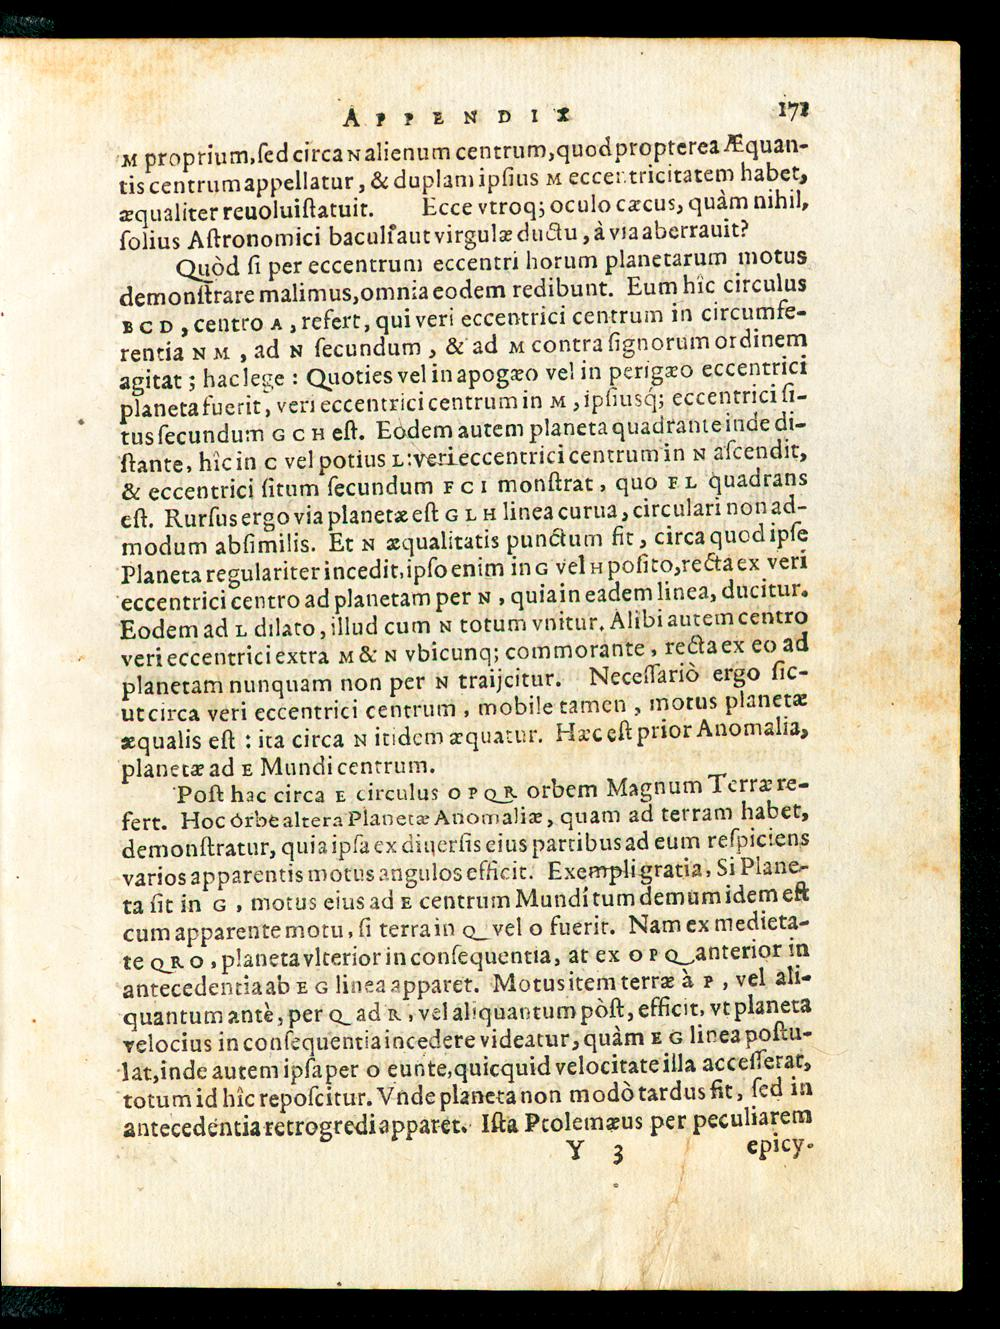 APPENDIX 171
M proprium, ſed circa N alienum centrum, quod propterea Æquan-
tis centrum appellatur, & duplam ipſius M eccentricitatem habet,
æqualiter reuoluiſtatuit. Ecce vtroq; oculo cæcus, quàm nihil,
ſolius Aſtronomici baculi aut virgulæ ductu, à via aberrauit?
Quòd ſi per eccentrum eccentri horum planetarum motus
demonſtrare malimus, omnia eodem redibunt. Eum hîc circulus
B C D, centro A, refert, qui veri eccentrici centrum in circumfe-
rentia N M, ad N ſecundum, & ad M contra ſignorum ordinem
agitat; hac lege: Quoties vel in apogæo vel in perigæo eccentrici
planeta fuerit, veri eccentrici centrum in M, ipſiusq́; eccentrici ſi-
tus ſecundum G C H eſt. Eodem autem planeta quadrante inde di-
ſtante, hîc in C vel potius L: veri eccentrici centrum in N aſcendit,
& eccentrici ſitum ſecundum F C I monſtrat, quo F L quadrans
eſt. Rurſus ergo via planetæ eſt G L H linea curua, circulari non ad-
modum abſimilis. Et N æqualitatis punctum fit, circa quod ipſe
Planeta regulariter incedit, ipſo enim in G vel H poſito, recta ex veri
eccentrici centro ad planetam per N, quia in eadem linea, ducitur.
Eodem ad L dilato, illud cum N totum vnitur. Alibi autem centro
veri eccentrici extra M & N vbicunq; commorante, recta ex eo ad
planetam nunquam non per N traijcitur. Neceſſariò ergo ſic-
ut circa veri eccentrici centrum, mobile tamen, motus planetæ
æqualis eſt: ita circa N itidem æquatur. Hæc eſt prior Anomalia,
planetæ ad E Mundi centrum.
Poſt hac circa E circulus O P Q R orbem Magnum Terræ re-
fert. Hoc orbe altera Planetæ Anomaliæ, quam ad terram habet,
demonſtratur, quia ipſa ex diuerſis eius partibus ad eum reſpiciens
varios apparentis motus angulos efficit. Exempli gratia, Si Plane-
ta ſit in G, motus eius ad E centrum Mundi tum demum idem eſt
cum apparente motu, ſi terra in Q vel O fuerit. Nam ex medieta-
te Q R O, planeta vlterior in conſequentia, at ex O P Q anterior in
antecedentia ab E G linea apparet. Motus item terræ à P, vel ali-
quantum antè, per Q ad R, vel aliquantum pòſt, efficit, vt planeta
velocius in conſequentia incedere videatur, quàm E G linea poſtu-
lat, inde autem ipſa per O eunte, quicquid velocitate illa acceſſerat,
totum id hîc repoſcitur. Vnde planeta non modò tardus fit, ſed in
antecedentia retrogredi apparet. Iſta Ptolemæus per peculiarem
Y 3 epicy-